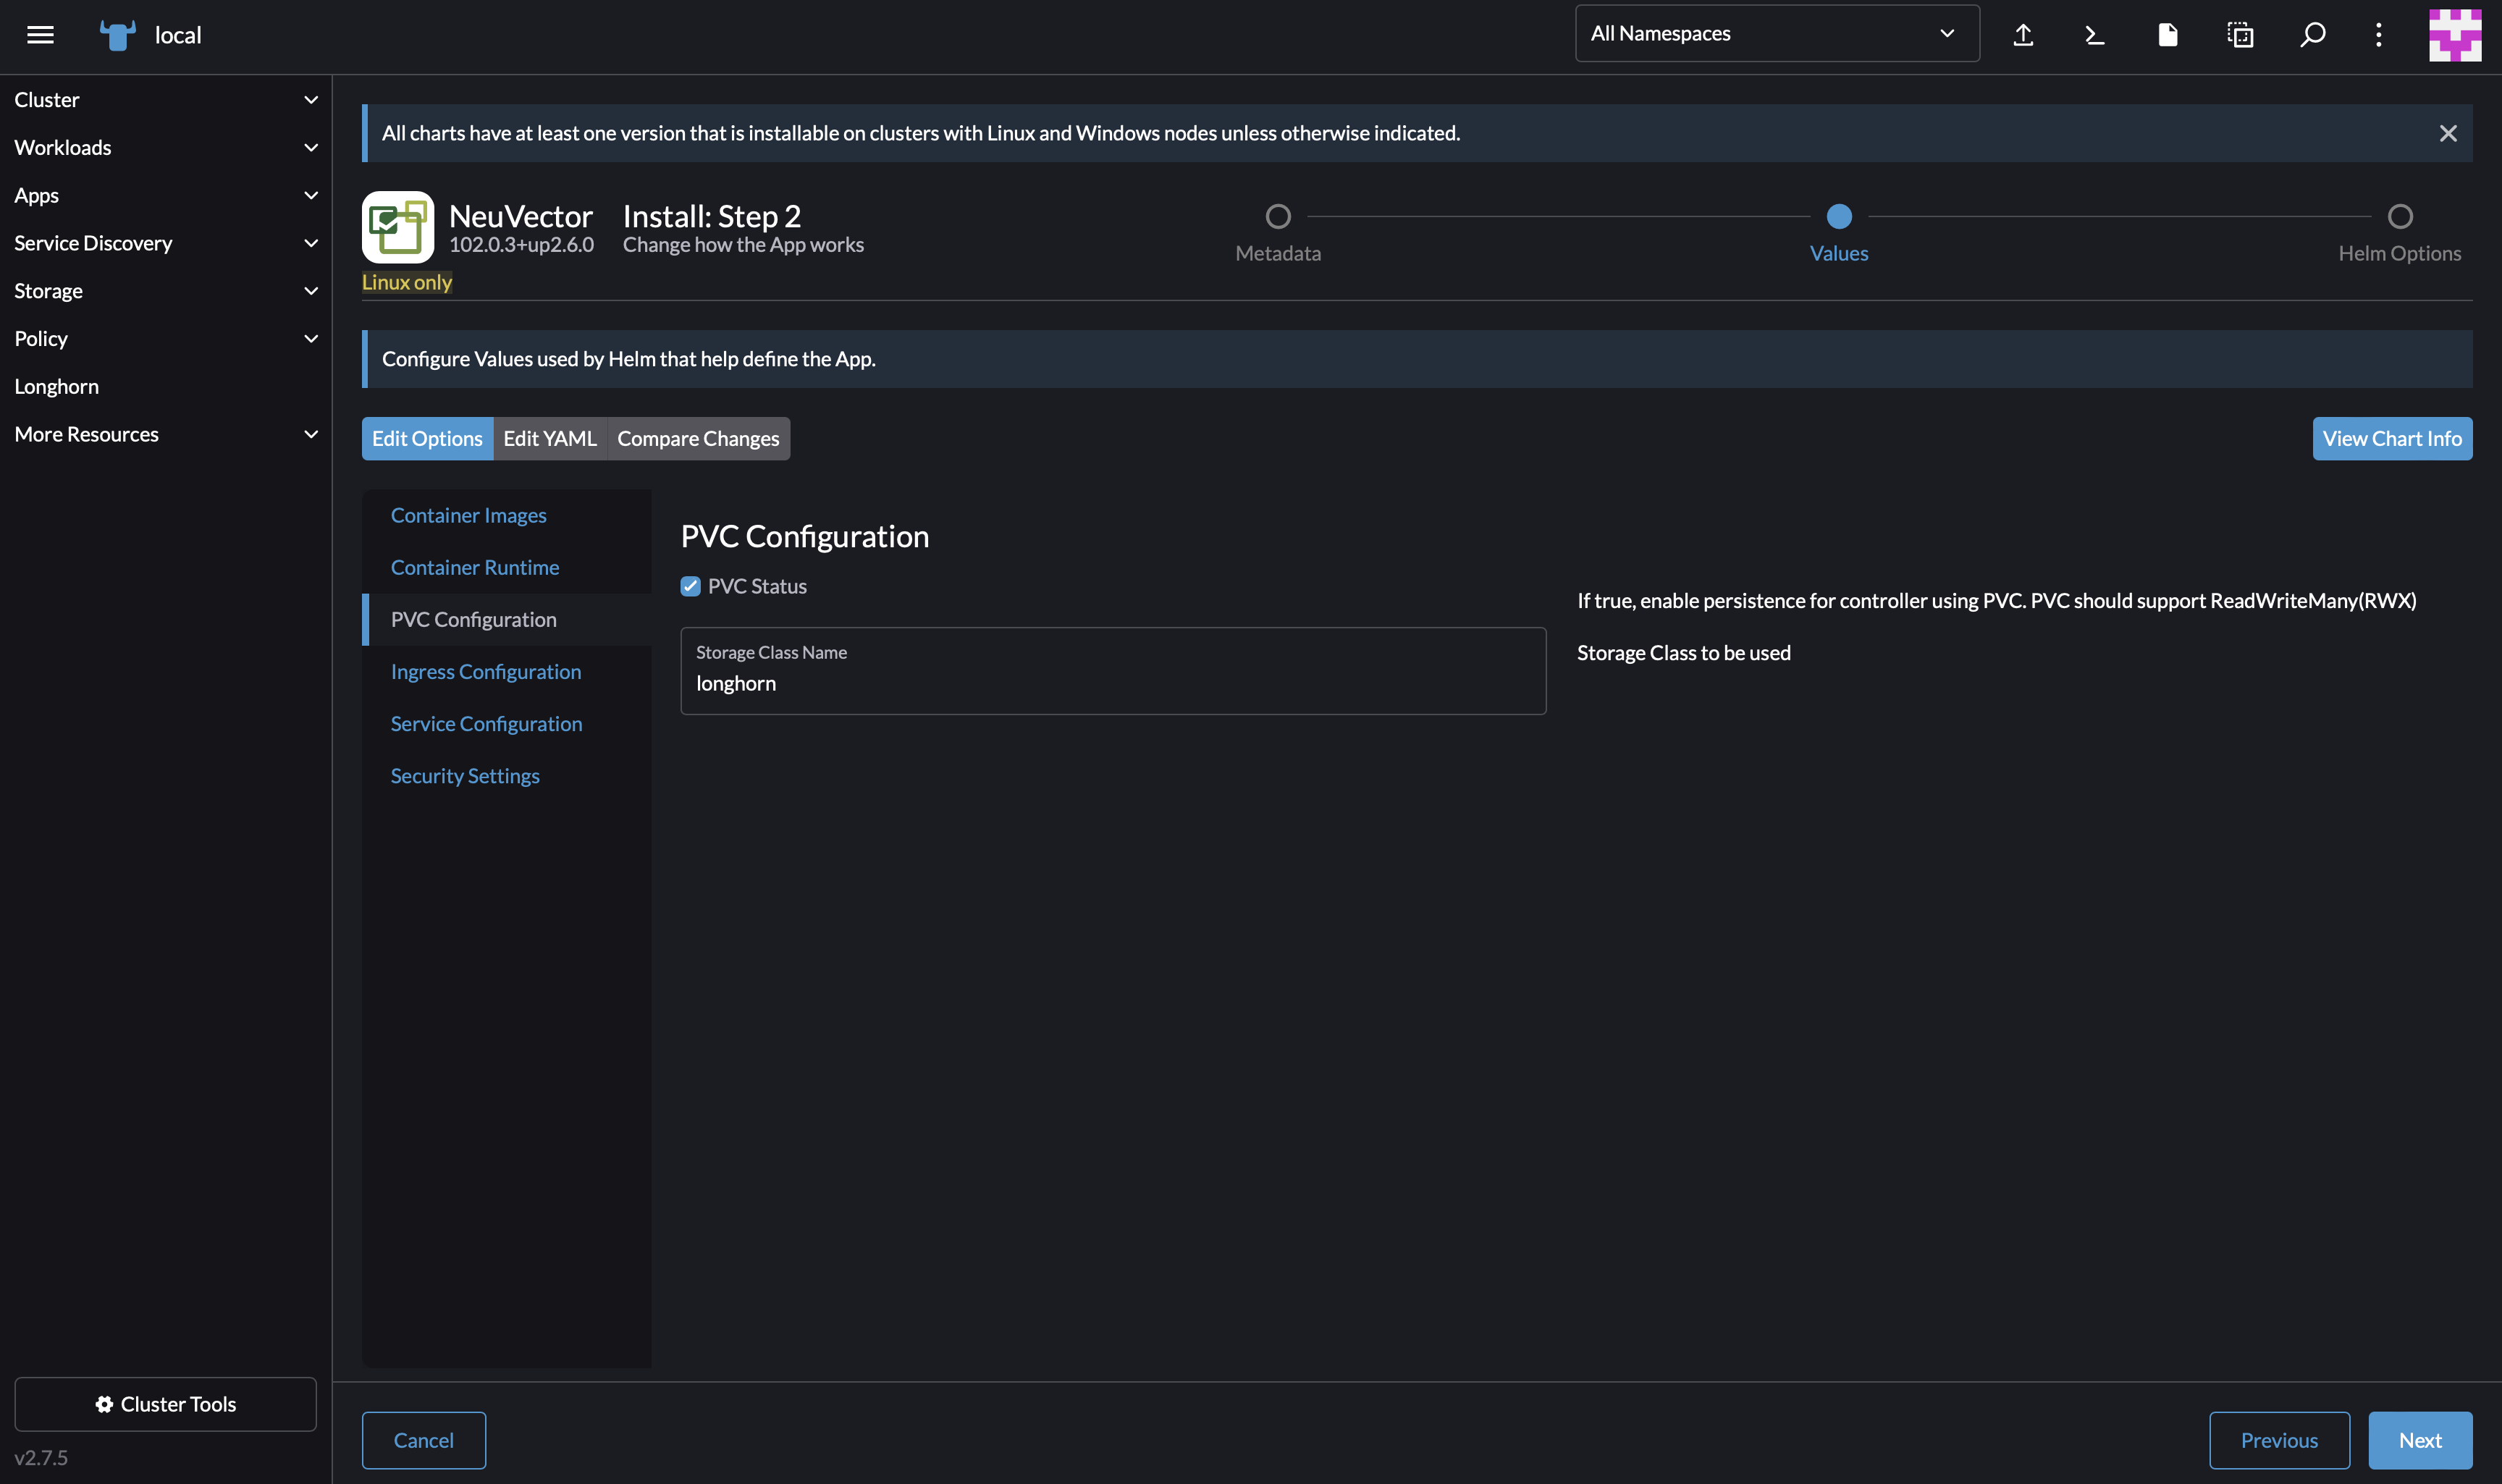 local
All Namespaces
Cluster
Workloads
Apps
Service Discovery
Storage
Policy
Longhorn
More Resources
Cluster Tools
v2.7.5
All charts have at least one version that is installable on clusters with Linux and Windows nodes unless otherwise indicated.
NeuVector
102.0.3+up2.6.0
Linux only
Install: Step 2
Change how the App works
Metadata
Values
Helm Options
Configure Values used by Helm that help define the App.
Edit Options
Edit YAML
Compare Changes
View Chart Info
Container Images
Container Runtime
PVC Configuration
Ingress Configuration
Service Configuration
Security Settings
PVC Configuration
PVC Status
If true, enable persistence for controller using PVC. PVC should support ReadWriteMany(RWX)
Storage Class Name
longhorn
Storage Class to be used
Cancel
Previous
Next